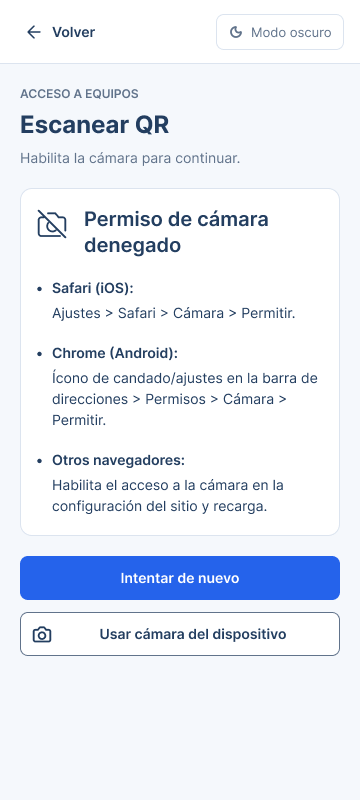 Volver
Modo oscuro
ACCESO A EQUIPOS
Escanear QR
Habilita la cámara para continuar.
Permiso de cámara
denegado
• Safari (iOS):
Ajustes > Safari > Cámara > Permitir.
• Chrome (Android):
Ícono de candado/ajustes en la barra de
direcciones > Permisos > Cámara >
Permitir.
• Otros navegadores:
Habilita el acceso a la cámara en la
configuración del sitio y recarga.
Intentar de nuevo
Usar cámara del dispositivo